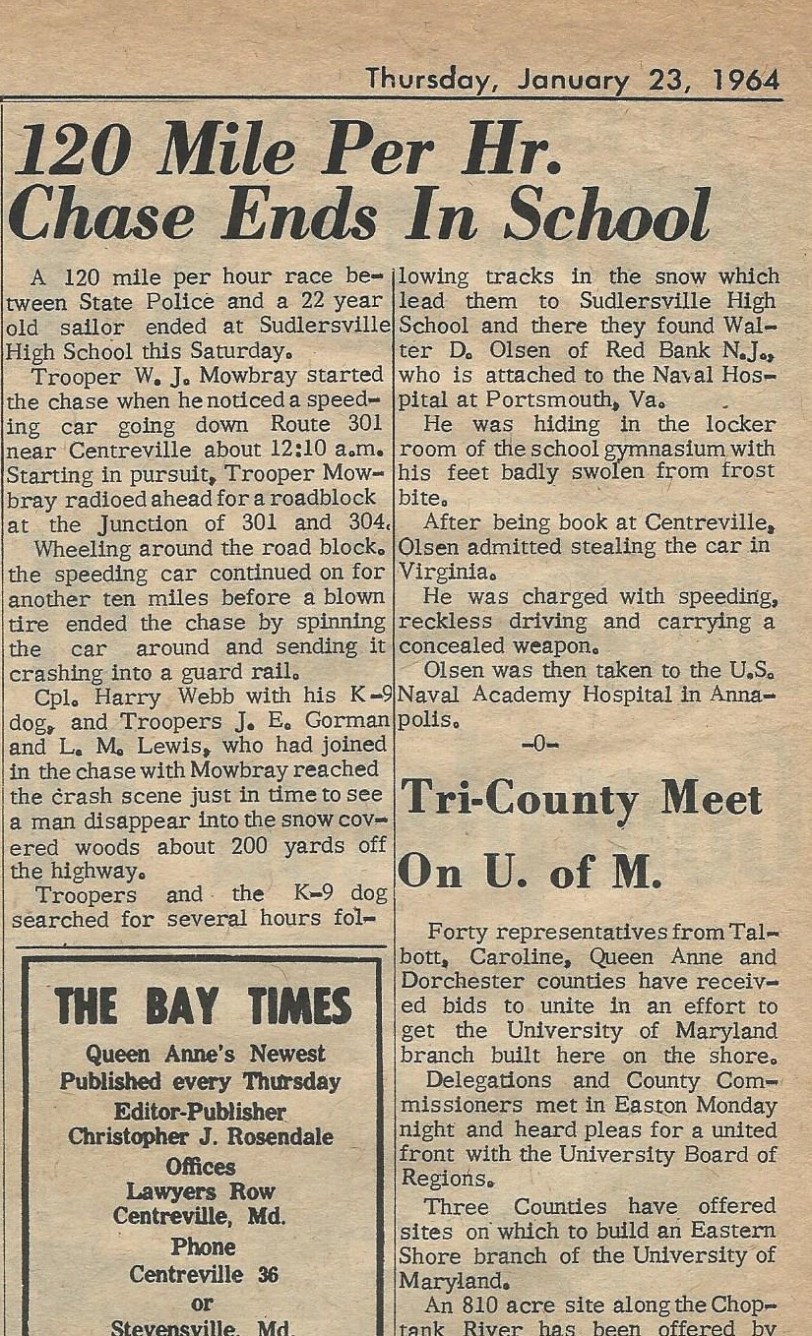 Thursday, January 23, 1964
120 Mile Per Hr.
Chase Ends In School
A 120 mile per hour race be-
tween State Police and a 22 year
old sailor ended at Sudlersville
High School this Saturday.
Trooper W. J. Mowbray started
the chase when he noticed a speed-
ing car going down Route 301
near Centreville about 12:10 a.m.
Starting in pursuit, Trooper Mow-
bray radioed ahead for a roadblock
at the Junction of 301 and 304.
Wheeling around the road block.
the speeding car continued on for
another ten miles before a blown
tire ended the chase by spinning
the car around and sending it
crashing into a guard rail.
Cpl. Harry Webb with his K-9
dog, and Troopers J. E. Gorman
and L. M. Lewis, who had joined
in the chase with Mowbray reached
the crash scene just in time to see
a man disappear into the snow cov-
ered woods about 200 yards off
the highway.
Troopers and the K-9 dog
searched for several hours fol-
lowing tracks in the snow which
lead them to Sudlersville High
School and there they found Wal-
ter D. Olsen of Red Bank N.J.,
who is attached to the Naval Hos-
pital at Portsmouth, Va.
He was hiding in the locker
room of the school gymnasium with
his feet badly swolen from frost
bite.
After being book at Centreville,
Olsen admitted stealing the car in
Virginia.
He was charged with speeding,
reckless driving and carrying a
concealed weapon.
Olsen was then taken to the U.S.
Naval Academy Hospital in Anna-
polis.
-0-
Tri-County Meet
On U. of M.
Forty representatives from Tal-
bott, Caroline, Queen Anne and
Dorchester counties have receiv-
ed bids to unite in an effort to
get the University of Maryland
branch built here on the shore.
Delegations and County Com-
missioners met in Easton Monday
night and heard pleas for a united
front with the University Board of
Regions.
Three Counties have offered
sites on which to build an Eastern
Shore branch of the University of
Maryland.
An 810 acre site along the Chop-
tank River has been offered by
THE BAY TIMES
Queen Anne's Newest
Published every Thursday
Editor-Publisher
Christopher J. Rosendale
Offices
Lawyers Row
Centreville, Md.
Phone
Centreville 36
or
Stevensville, Md.